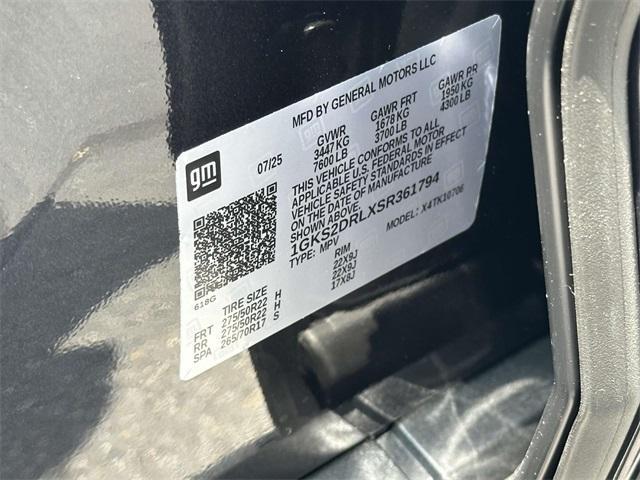 gm
07/25
MFD BY GENERAL MOTORS LLC
GVWR GAWR FRT GAWR RR
3447 KG 1678 KG 1950 KG
7600 LB 3700 LB 4300 LB
THIS VEHICLE CONFORMS TO ALL
APPLICABLE FEDERAL MOTOR
VEHICLE SAFETY STANDARDS IN EFFECT
ON THE DATE OF MANUFACTURE
SHOWN ABOVE.
1GKS2DRLXSR361794
TYPE: MPV MODEL: X4TK10706
618G
TIRE SIZE RIM
FRT 275/50R22 H 22X9J
RR 275/50R22 H 22X9J
SPA 265/70R17 S 17X8J